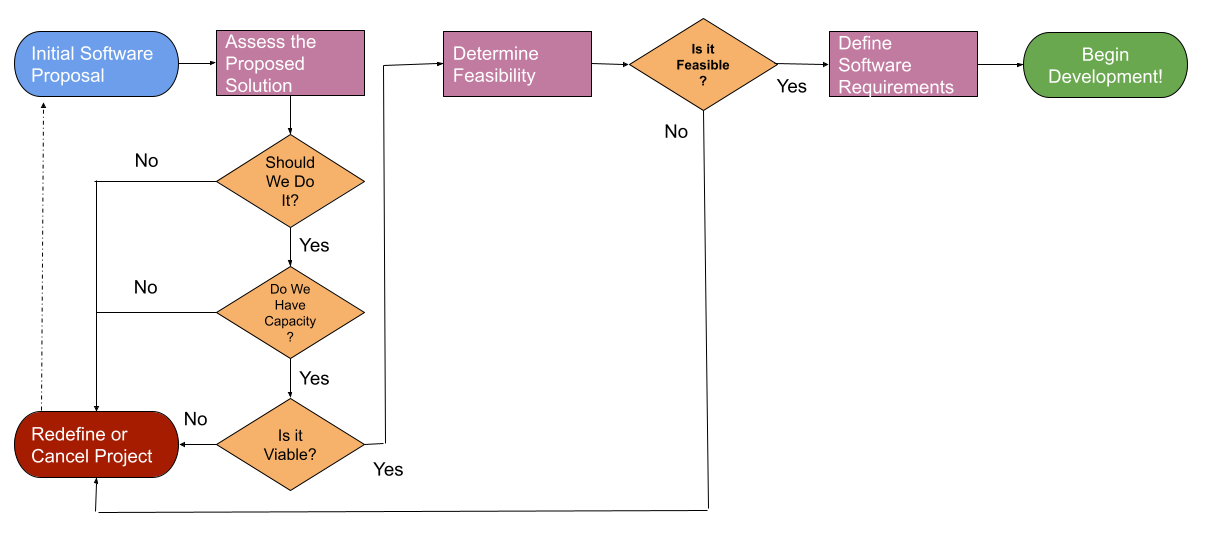 Initial Software
Proposal
Assess the
Proposed
Solution
Determine
Feasibility
Is it
Feasible
?
Yes
No
Define
Software
Requirements
Begin
Development!
No
Should
We Do
It?
Yes
No
Do We
Have
Capacity
?
Yes
No
Is it
Viable?
Yes
Redefine or
Cancel Project